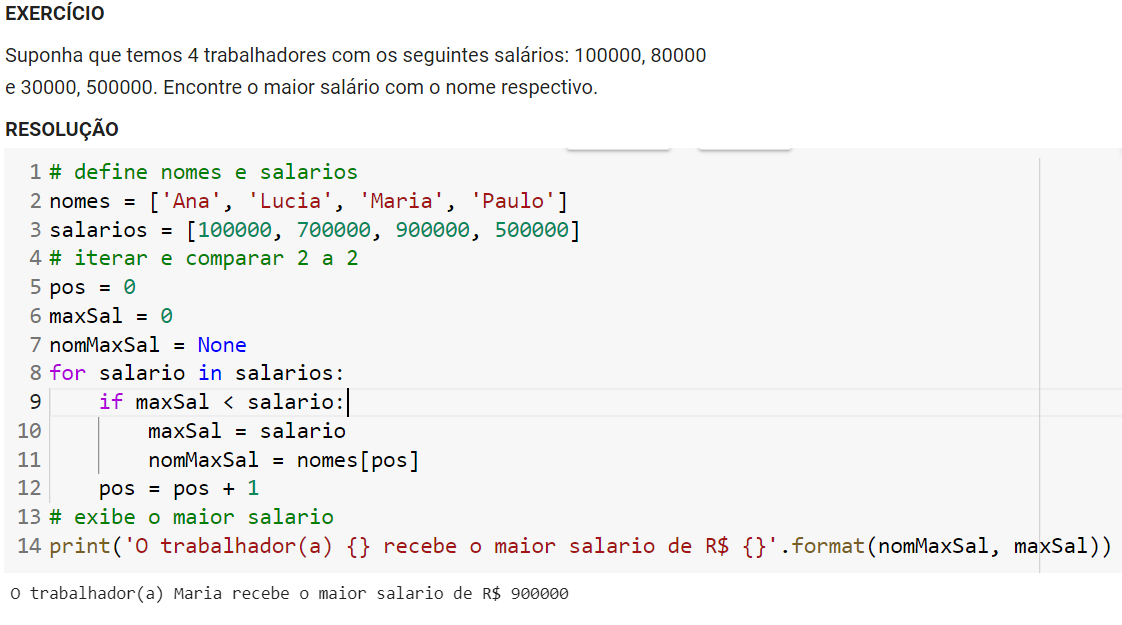 EXERCÍCIO
Suponha que temos 4 trabalhadores com os seguintes salários: 100000, 80000
e 30000, 500000. Encontre o maior salário com o nome respectivo.
RESOLUÇÃO
1 # define nomes e salarios
2 nomes = ['Ana', 'Lucia', 'Maria', 'Paulo']
3 salarios = [100000, 700000, 900000, 500000]
4 # iterar e comparar 2 a 2
5 pos = 0
6 maxSal = 0
7 nomMaxSal = None
8 for salario in salarios:
9     if maxSal < salario:
10         maxSal = salario
11         nomMaxSal = nomes[pos]
12     pos = pos + 1
13 # exibe o maior salario
14 print('O trabalhador(a) {} recebe o maior salario de R$ {}'.format(nomMaxSal, maxSal))
O trabalhador(a) Maria recebe o maior salario de R$ 900000